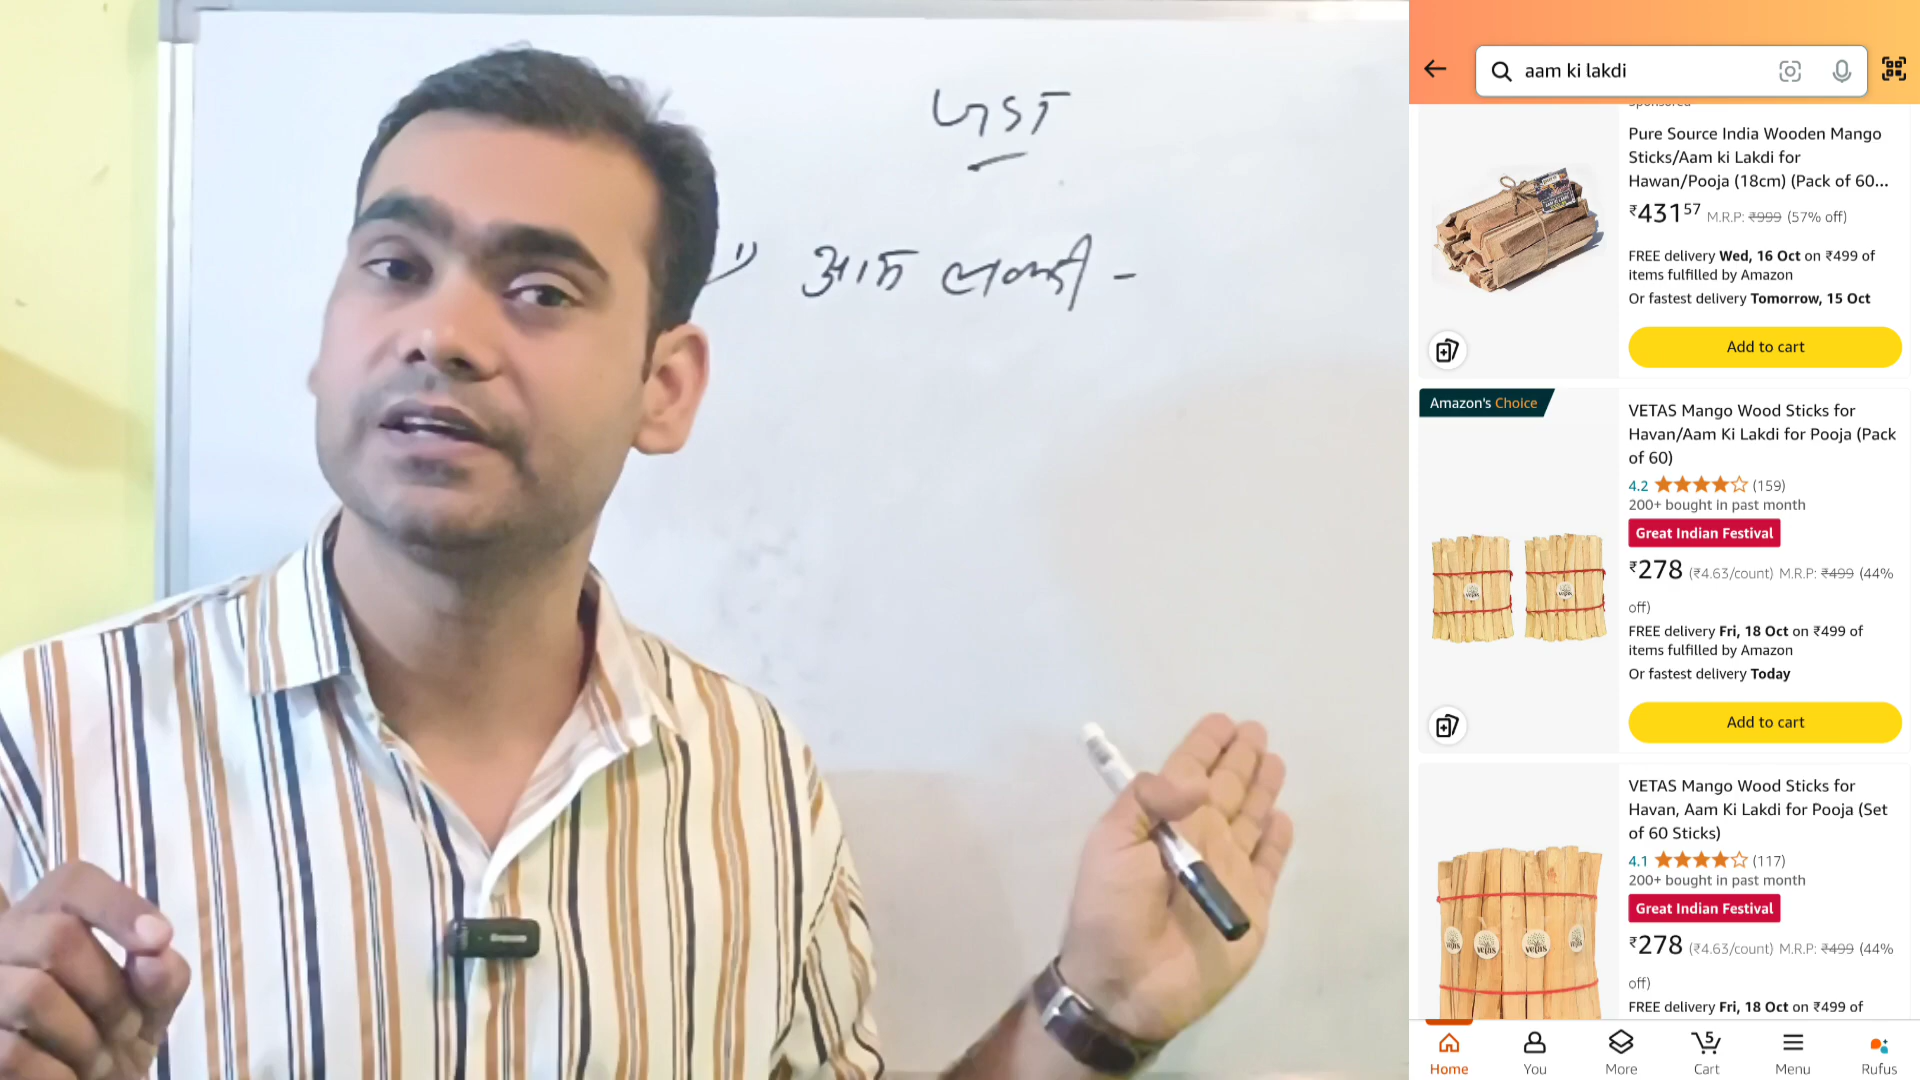 आम लकड़ी -
aam ki lakdi
Sponsored
Pure Source India Wooden Mango
Sticks/Aam ki Lakdi for
Hawan/Pooja (18cm) (Pack of 60...
₹431⁵⁷ M.R.P: ₹999 (57% off)
FREE delivery Wed, 16 Oct on ₹499 of
items fulfilled by Amazon
Or fastest delivery Tomorrow, 15 Oct
Add to cart
Amazon's Choice
VETAS Mango Wood Sticks for
Havan/Aam Ki Lakdi for Pooja (Pack
of 60)
4.2 (159)
200+ bought in past month
Great Indian Festival
₹278 (₹4.63/count) M.R.P: ₹499 (44%
off)
FREE delivery Fri, 18 Oct on ₹499 of
items fulfilled by Amazon
Or fastest delivery Today
Add to cart
VETAS Mango Wood Sticks for
Havan, Aam Ki Lakdi for Pooja (Set
of 60 Sticks)
4.1 (117)
200+ bought in past month
Great Indian Festival
₹278 (₹4.63/count) M.R.P: ₹499 (44%
off)
FREE delivery Fri, 18 Oct on ₹499 of
vetas vetas vetas vetas
5
Home You More Cart Menu Rufus